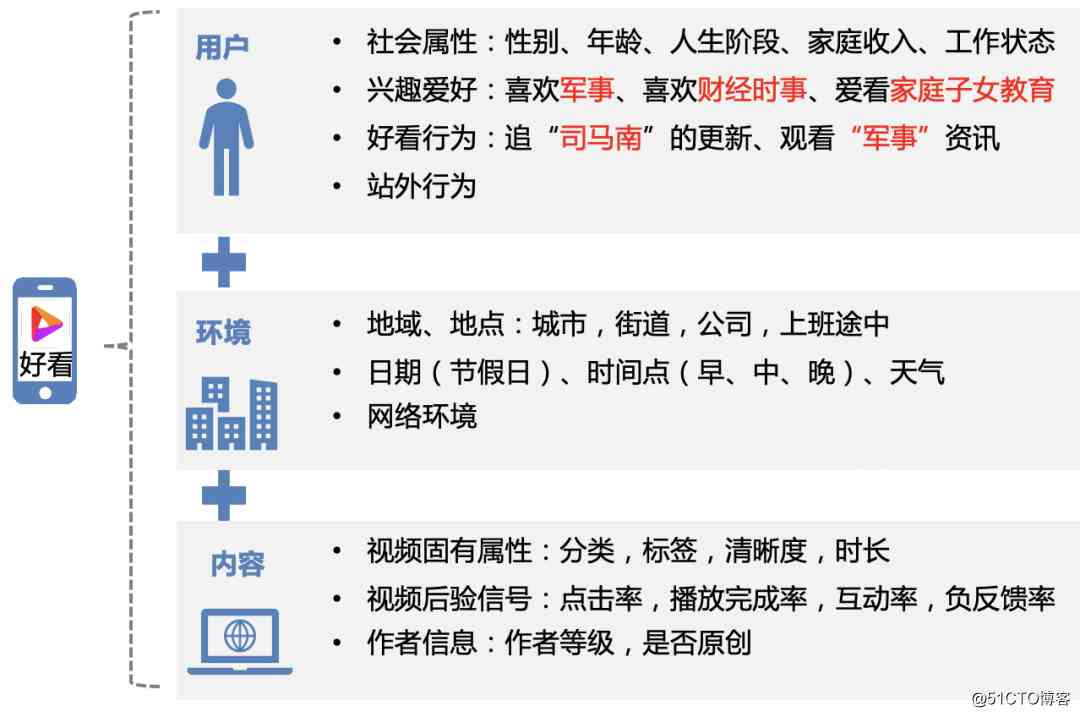 用户
• 社会属性：性别、年龄、人生阶段、家庭收入、工作状态
• 兴趣爱好：喜欢军事、喜欢财经时事、爱看家庭子女教育
• 好看行为：追“司马南”的更新、观看“军事”资讯
• 站外行为
好看
环境
• 地域、地点：城市，街道，公司，上班途中
• 日期（节假日）、时间点（早、中、晚）、天气
• 网络环境
内容
• 视频固有属性：分类，标签，清晰度，时长
• 视频后验信号：点击率，播放完成率，互动率，负反馈率
• 作者信息：作者等级，是否原创
@51CTO博客